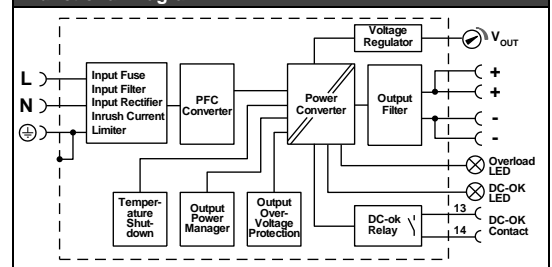 Voltage
Regulator
VOUT
L
N
Input Fuse
Input Filter
Input Rectifier
Inrush Current
Limiter
PFC
Converter
Power
Converter
Output
Filter
+
+
-
-
Overload
LED
DC-OK
LED
Temper-
ature
Shut-
down
Output
Power
Manager
Output
Over-
Voltage
Protection
DC-ok
Relay
13
14
DC-OK
Contact